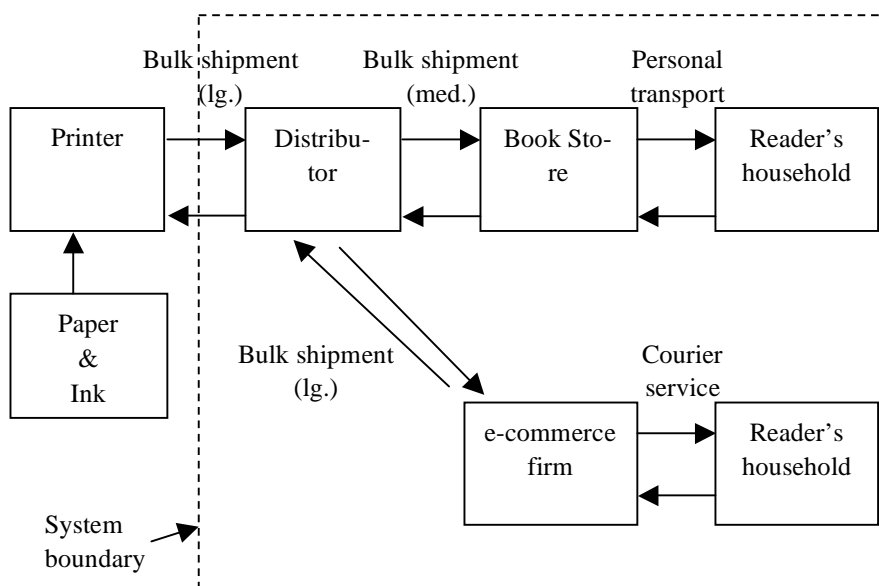 Bulk shipment
(lg.)
Bulk shipment
(med.)
Personal
transport
Printer
Distribu-
tor
Book Sto-
re
Reader's
household
Paper
&
Ink
Bulk shipment
(lg.)
Courier
service
e-commerce
firm
Reader's
household
System
boundary